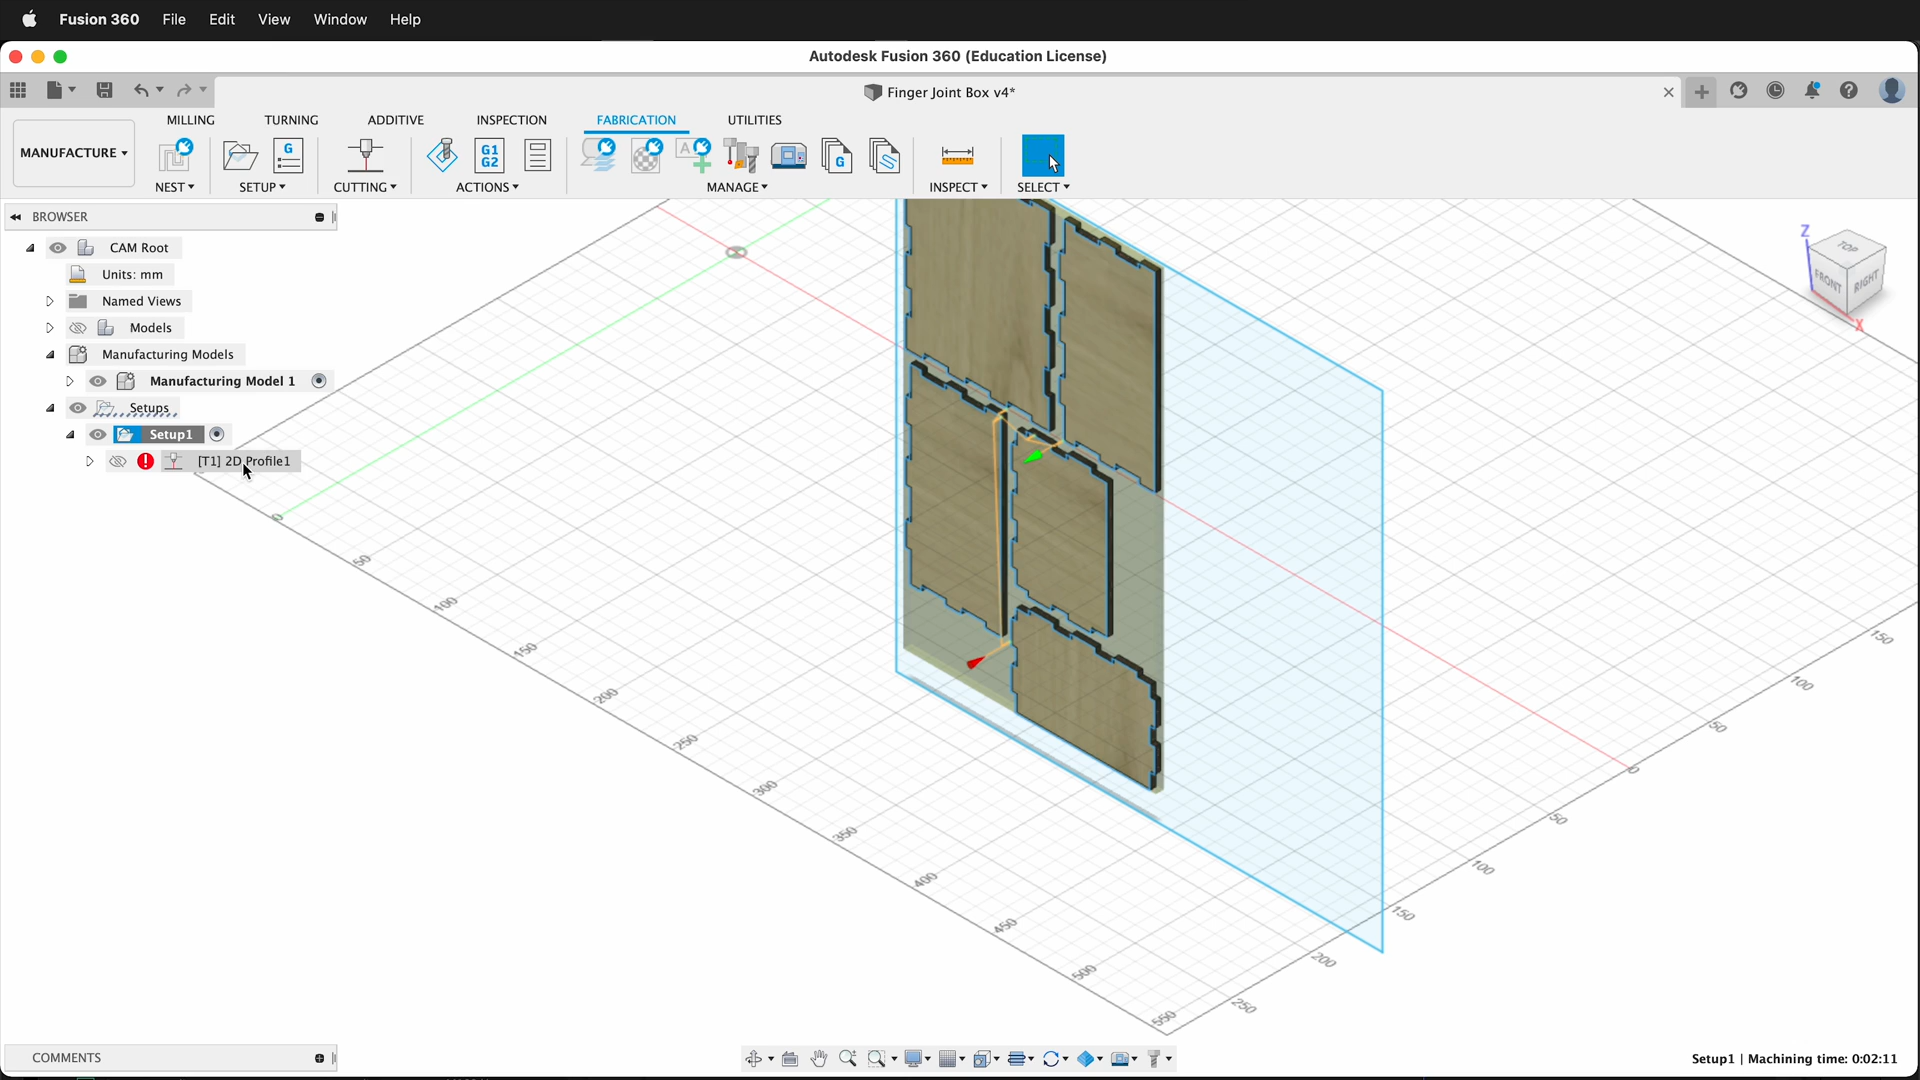 Fusion 360 File Edit View Window Help
Autodesk Fusion 360 (Education License)
Finger Joint Box v4*
MILLING TURNING ADDITIVE INSPECTION FABRICATION UTILITIES
MANUFACTURE
G
G1
G2
A
G
NEST SETUP CUTTING ACTIONS MANAGE INSPECT SELECT
BROWSER
CAM Root
Units: mm
Named Views
Models
Manufacturing Models
Manufacturing Model 1
Setups
Setup1
[T1] 2D Profile1
Z
TOP
FRONT
RIGHT
X
0
50
100
150
200
250
300
350
400
450
500
550
150
100
50
0
50
100
150
200
250
COMMENTS
Setup1 | Machining time: 0:02:11